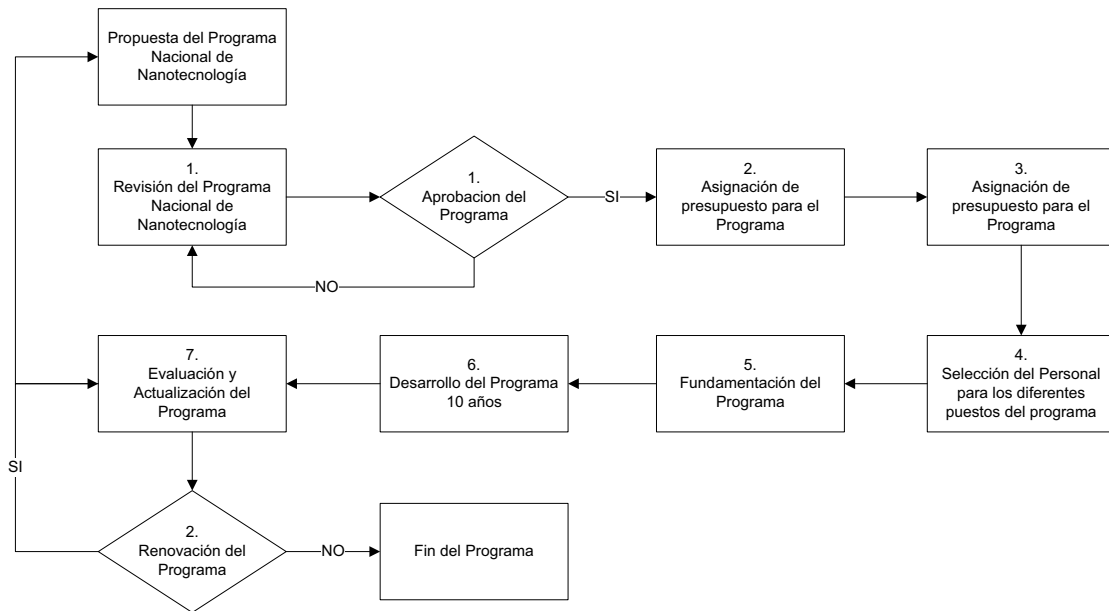 Propuesta del Programa
Nacional de
Nanotecnología
1.
Revisión del Programa
Nacional de
Nanotecnología
1.
Aprobacion del
Programa
SI
2.
Asignación de
presupuesto para el
Programa
3.
Asignación de
presupuesto para el
Programa
NO
7.
Evaluación y
Actualización del
Programa
6.
Desarrollo del Programa
10 años
5.
Fundamentación del
Programa
4.
Selección del Personal
para los diferentes
puestos del programa
SI
2.
Renovación del
Programa
NO
Fin del Programa